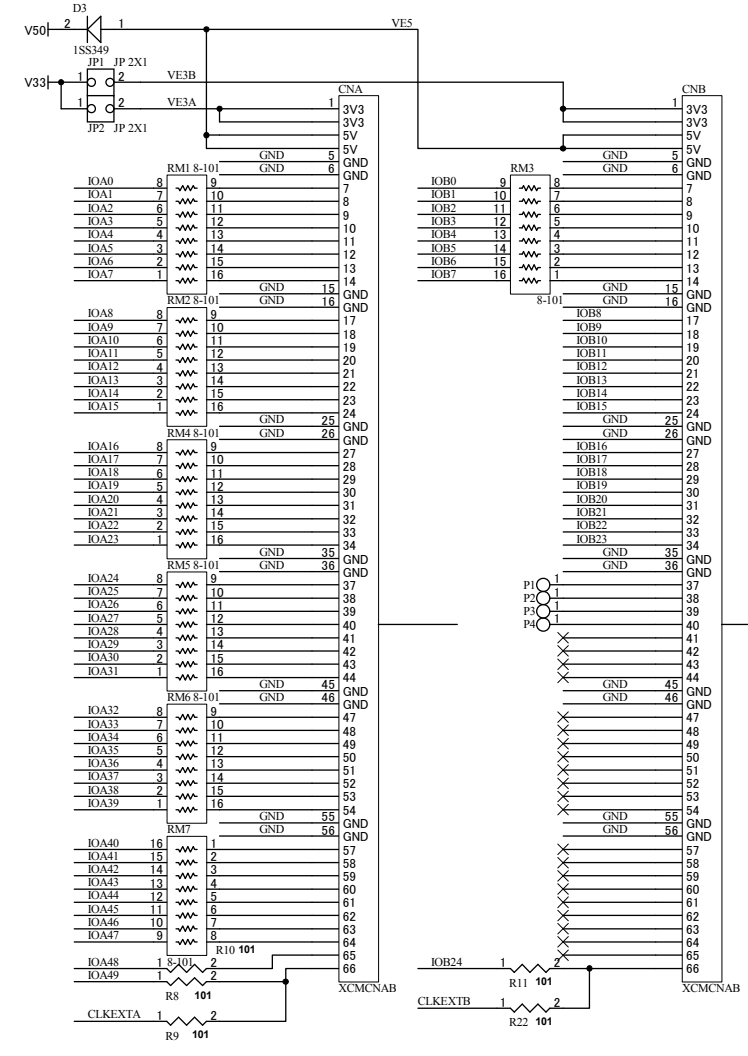 D3
V50 2 1 VE5
1SS349
JP1 JP 2X1
V33 1 2 VE3B
1 2 VE3A
JP2 JP 2X1
CNA CNB
1 3V3 1 3V3
3V3 3V3
5V 5V
5V 5V
GND 5 GND GND 5 GND
GND 6 GND GND 6 GND
RM1 8-101 RM3
IOA0 8 9 7 IOB0 9 8 7
IOA1 7 10 8 IOB1 10 7 8
IOA2 6 11 9 IOB2 11 6 9
IOA3 5 12 10 IOB3 12 5 10
IOA4 4 13 11 IOB4 13 4 11
IOA5 3 14 12 IOB5 14 3 12
IOA6 2 15 13 IOB6 15 2 13
IOA7 1 16 14 IOB7 16 1 14
8-101
GND 15 GND GND 15 GND
GND 16 GND GND 16 GND
RM2 8-101
IOA8 8 9 17 IOB8 17
IOA9 7 10 18 IOB9 18
IOA10 6 11 19 IOB10 19
IOA11 5 12 20 IOB11 20
IOA12 4 13 21 IOB12 21
IOA13 3 14 22 IOB13 22
IOA14 2 15 23 IOB14 23
IOA15 1 16 24 IOB15 24
GND 25 GND GND 25 GND
GND 26 GND GND 26 GND
RM4 8-101
IOA16 8 9 27 IOB16 27
IOA17 7 10 28 IOB17 28
IOA18 6 11 29 IOB18 29
IOA19 5 12 30 IOB19 30
IOA20 4 13 31 IOB20 31
IOA21 3 14 32 IOB21 32
IOA22 2 15 33 IOB22 33
IOA23 1 16 34 IOB23 34
GND 35 GND GND 35 GND
GND 36 GND GND 36 GND
RM5 8-101
IOA24 8 9 37 P1 1 37
IOA25 7 10 38 P2 1 38
IOA26 6 11 39 P3 1 39
IOA27 5 12 40 P4 1 40
IOA28 4 13 41 41
IOA29 3 14 42 42
IOA30 2 15 43 43
IOA31 1 16 44 44
GND 45 GND GND 45 GND
GND 46 GND GND 46 GND
RM6 8-101
IOA32 8 9 47 47
IOA33 7 10 48 48
IOA34 6 11 49 49
IOA35 5 12 50 50
IOA36 4 13 51 51
IOA37 3 14 52 52
IOA38 2 15 53 53
IOA39 1 16 54 54
GND 55 GND GND 55 GND
GND 56 GND GND 56 GND
RM7
IOA40 16 1 57 57
IOA41 15 2 58 58
IOA42 14 3 59 59
IOA43 13 4 60 60
IOA44 12 5 61 61
IOA45 11 6 62 62
IOA46 10 7 63 63
IOA47 9 8 64 64
R10 101
8-101
IOA48 1 2 65 65
IOA49 1 2 66 IOB24 1 2 66
R8 101 XCMCNAB R11 101 XCMCNAB
CLKEXTA 1 2 CLKEXTB 1 2
R9 101 R22 101